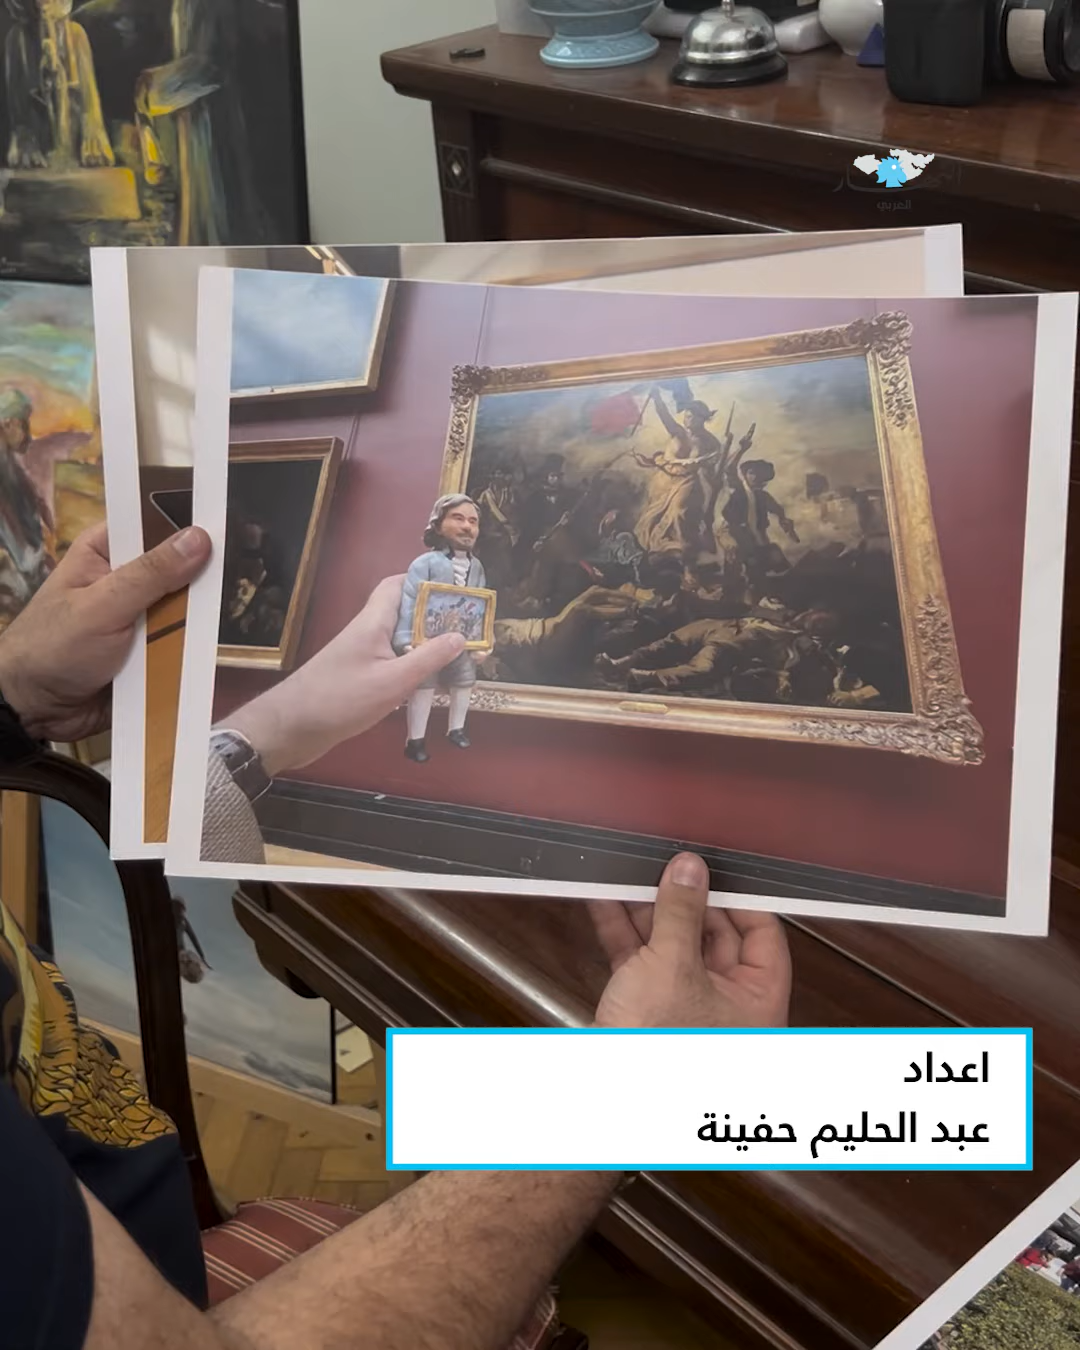 العربي
اعداد
عبد الحليم حفينة